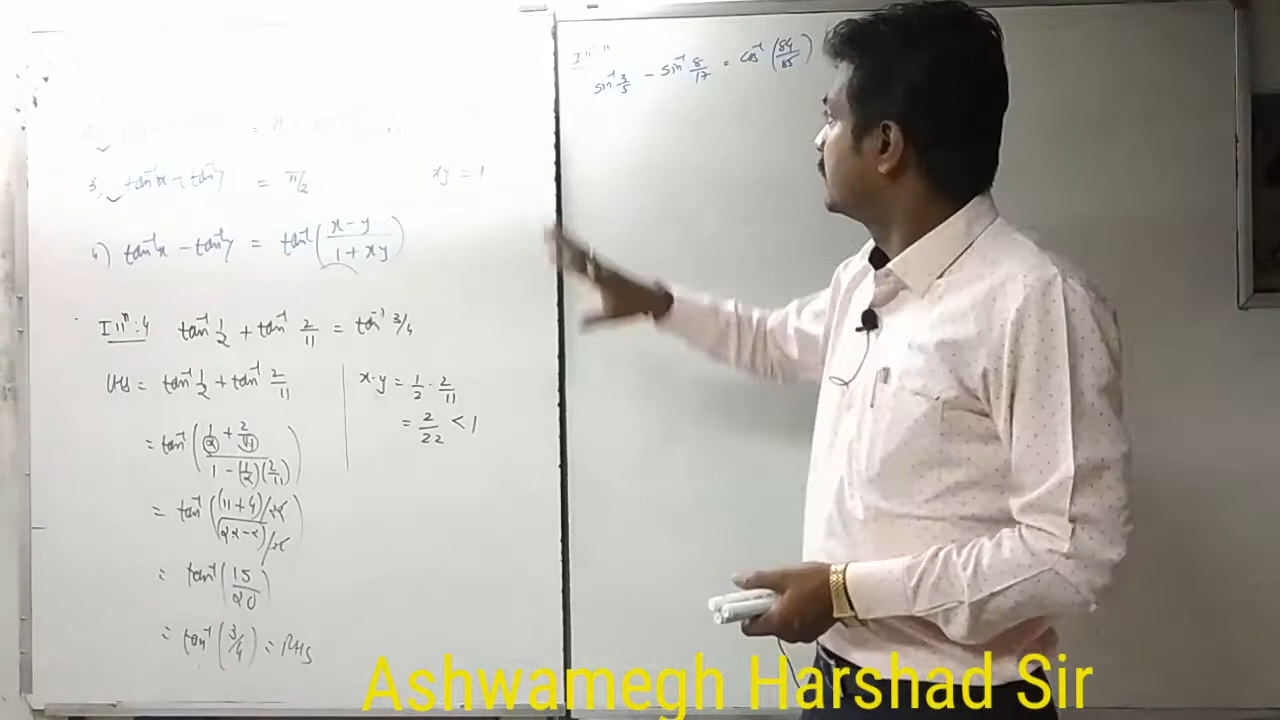 3) tan⁻¹x + tan⁻¹y = π/2 xy = 1
4) tan⁻¹x − tan⁻¹y = tan⁻¹((x − y)/(1 + xy))
Illⁿ: 4 tan⁻¹ 1/2 + tan⁻¹ 2/11 = tan⁻¹ 3/4
LHS = tan⁻¹ 1/2 + tan⁻¹ 2/11
= tan⁻¹((1/2 + 2/11)/(1 − (1/2)(2/11)))
= tan⁻¹(((11 + 4)/22)/((22 − 2)/22))
= tan⁻¹(15/20)
= tan⁻¹(3/4) = RHS
x·y = 1/2 · 2/11
= 2/22 < 1
Illⁿ
sin⁻¹ 3/5 − sin⁻¹ 8/17 = cos⁻¹(84/85)
Ashwamegh Harshad Sir